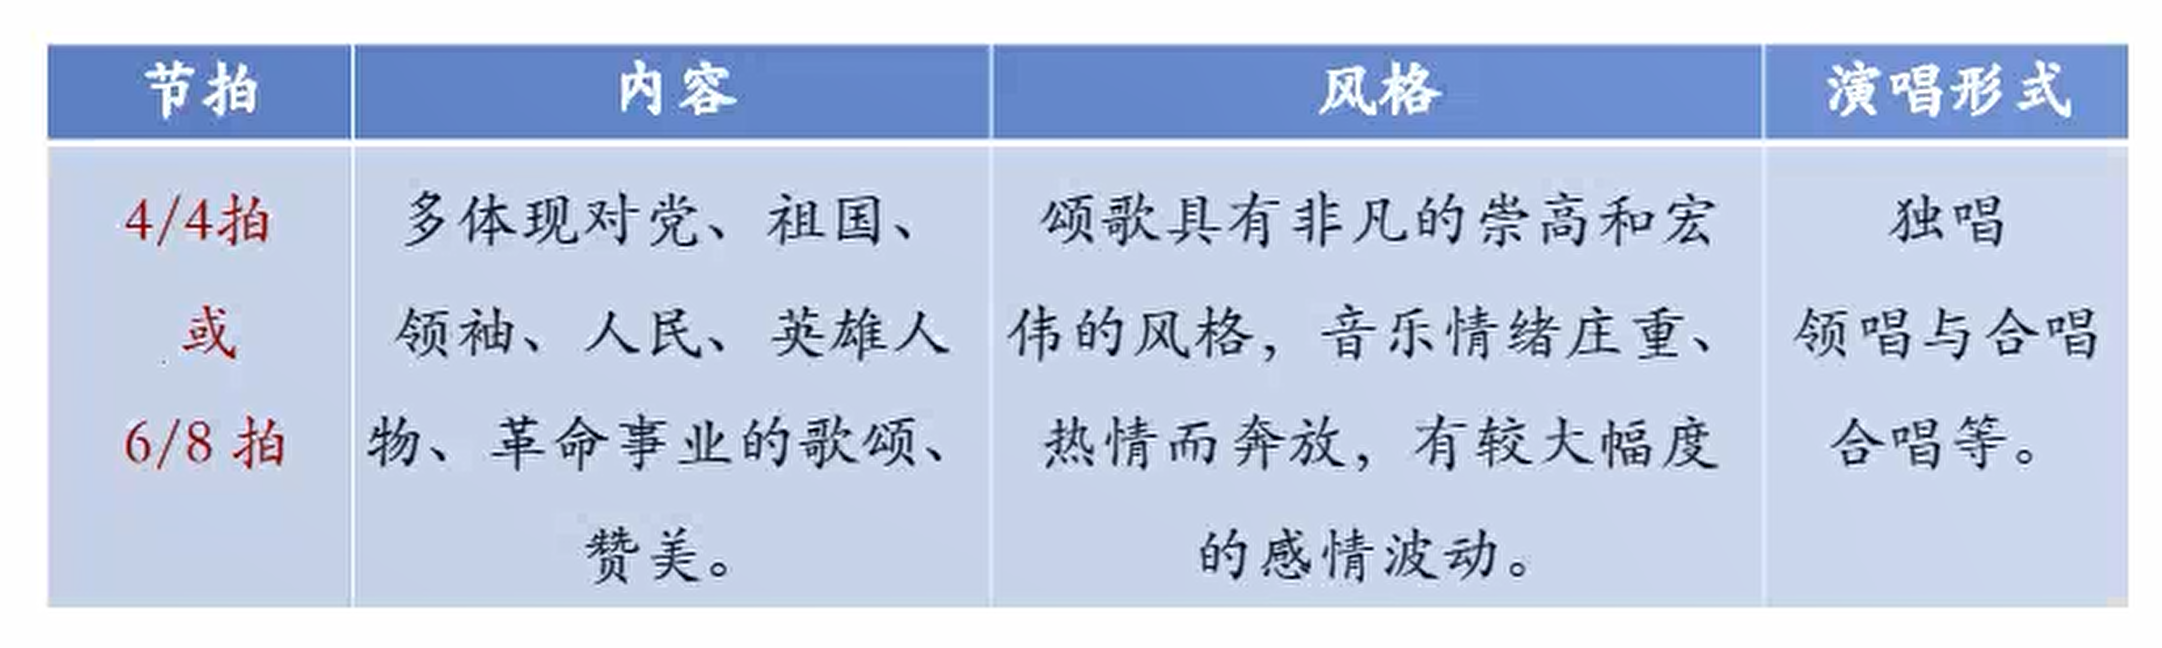 节拍
内容
风格
演唱形式
4/4拍
或
6/8 拍
多体现对党、祖国、
领袖、人民、英雄人
物、革命事业的歌颂、
赞美。
颂歌具有非凡的崇高和宏
伟的风格，音乐情绪庄重、
热情而奔放，有较大幅度
的感情波动。
独唱
领唱与合唱
合唱等。